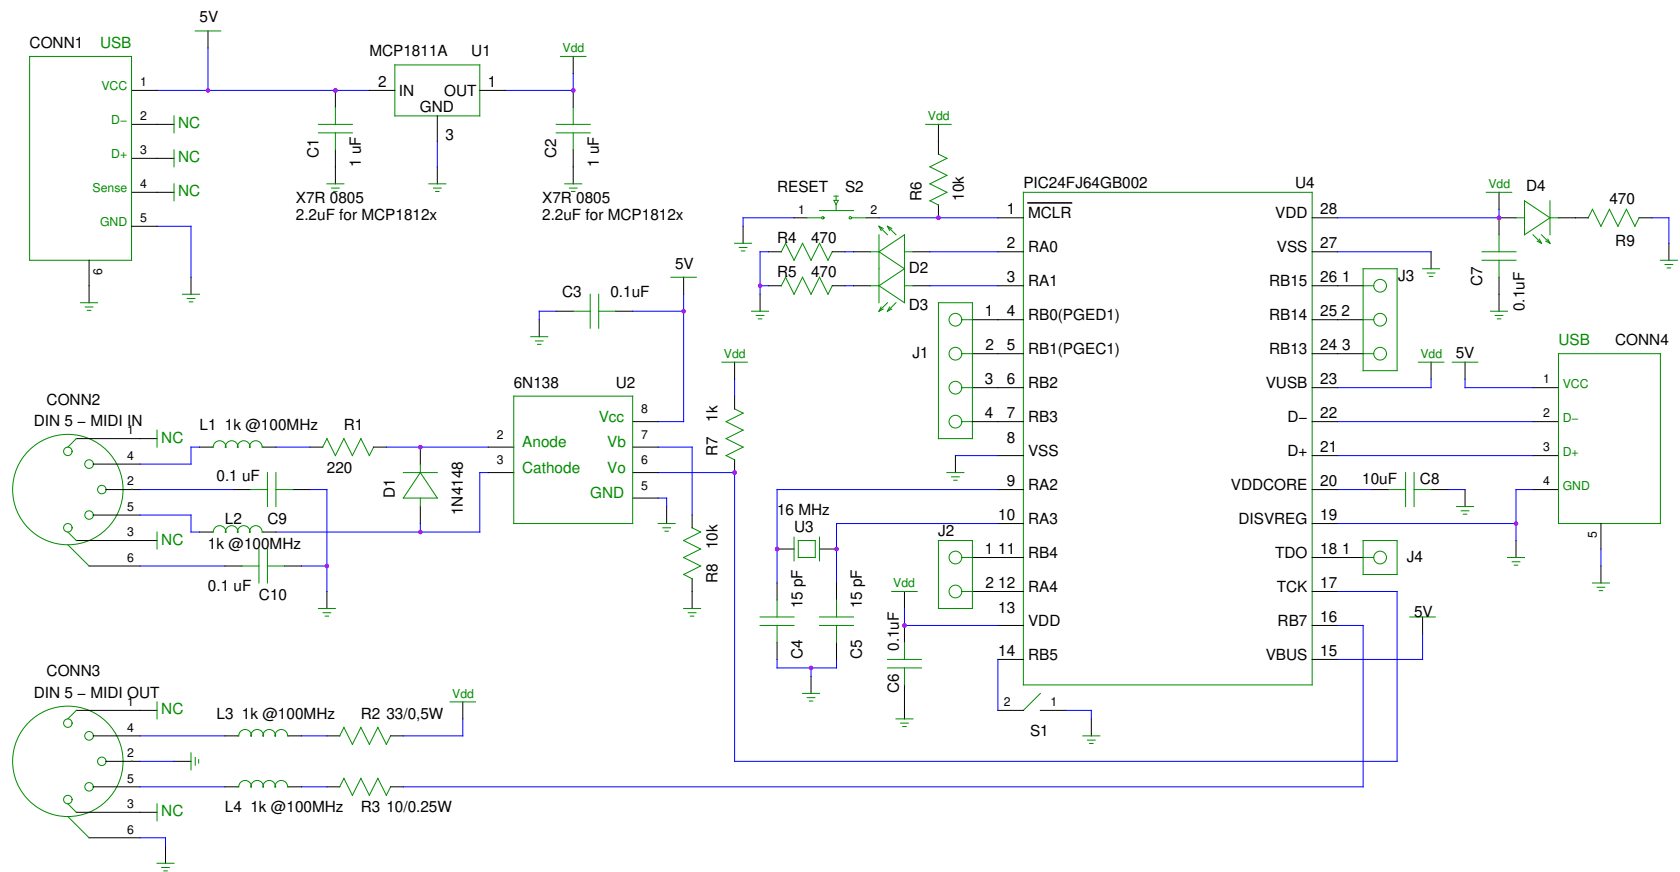 5V
CONN1 USB
VCC 1
D− 2 NC
D+ 3 NC
Sense 4 NC
GND 5
6
MCP1811A U1
2 IN OUT 1
GND
3
Vdd
C1 1 uF
X7R 0805
2.2uF for MCP1812x
C2 1 uF
X7R 0805
2.2uF for MCP1812x
CONN2
DIN 5 − MIDI IN
1 NC
4
2
5
3 NC
6
L1 1k @100MHz
R1
220
0.1 uF
C9
L2
1k @100MHz
0.1 uF
C10
D1
1N4148
C3 0.1uF
5V
6N138 U2
Vcc 8
2 Anode Vb 7
3 Cathode Vo 6
GND 5
Vdd
R7 1k
R8 10k
CONN3
DIN 5 − MIDI OUT
1 NC
4
2
5
3 NC
6
L3 1k @100MHz
R2 33/0,5W
Vdd
L4 1k @100MHz
R3 10/0.25W
RESET S2
1 2
Vdd
R6 10k
R4 470
R5 470
D2
D3
J1
1
2
3
4
16 MHz
U3
15 pF
15 pF
C4
C5
J2
1
2
Vdd
0.1uF
C6
2 1
S1
PIC24FJ64GB002 U4
1 MCLR VDD 28
2 RA0 VSS 27
3 RA1 RB15 26
4 RB0(PGED1) RB14 25
5 RB1(PGEC1) RB13 24
6 RB2 VUSB 23
7 RB3 D− 22
8 VSS D+ 21
9 RA2 VDDCORE 20
10 RA3 DISVREG 19
11 RB4 TDO 18
12 RA4 TCK 17
13 VDD RB7 16
14 RB5 VBUS 15
1 J3
2
3
Vdd
D4
470
R9
C7 0.1uF
Vdd
5V
10uF C8
1 J4
5V
USB CONN4
1 VCC
2 D−
3 D+
4 GND
5